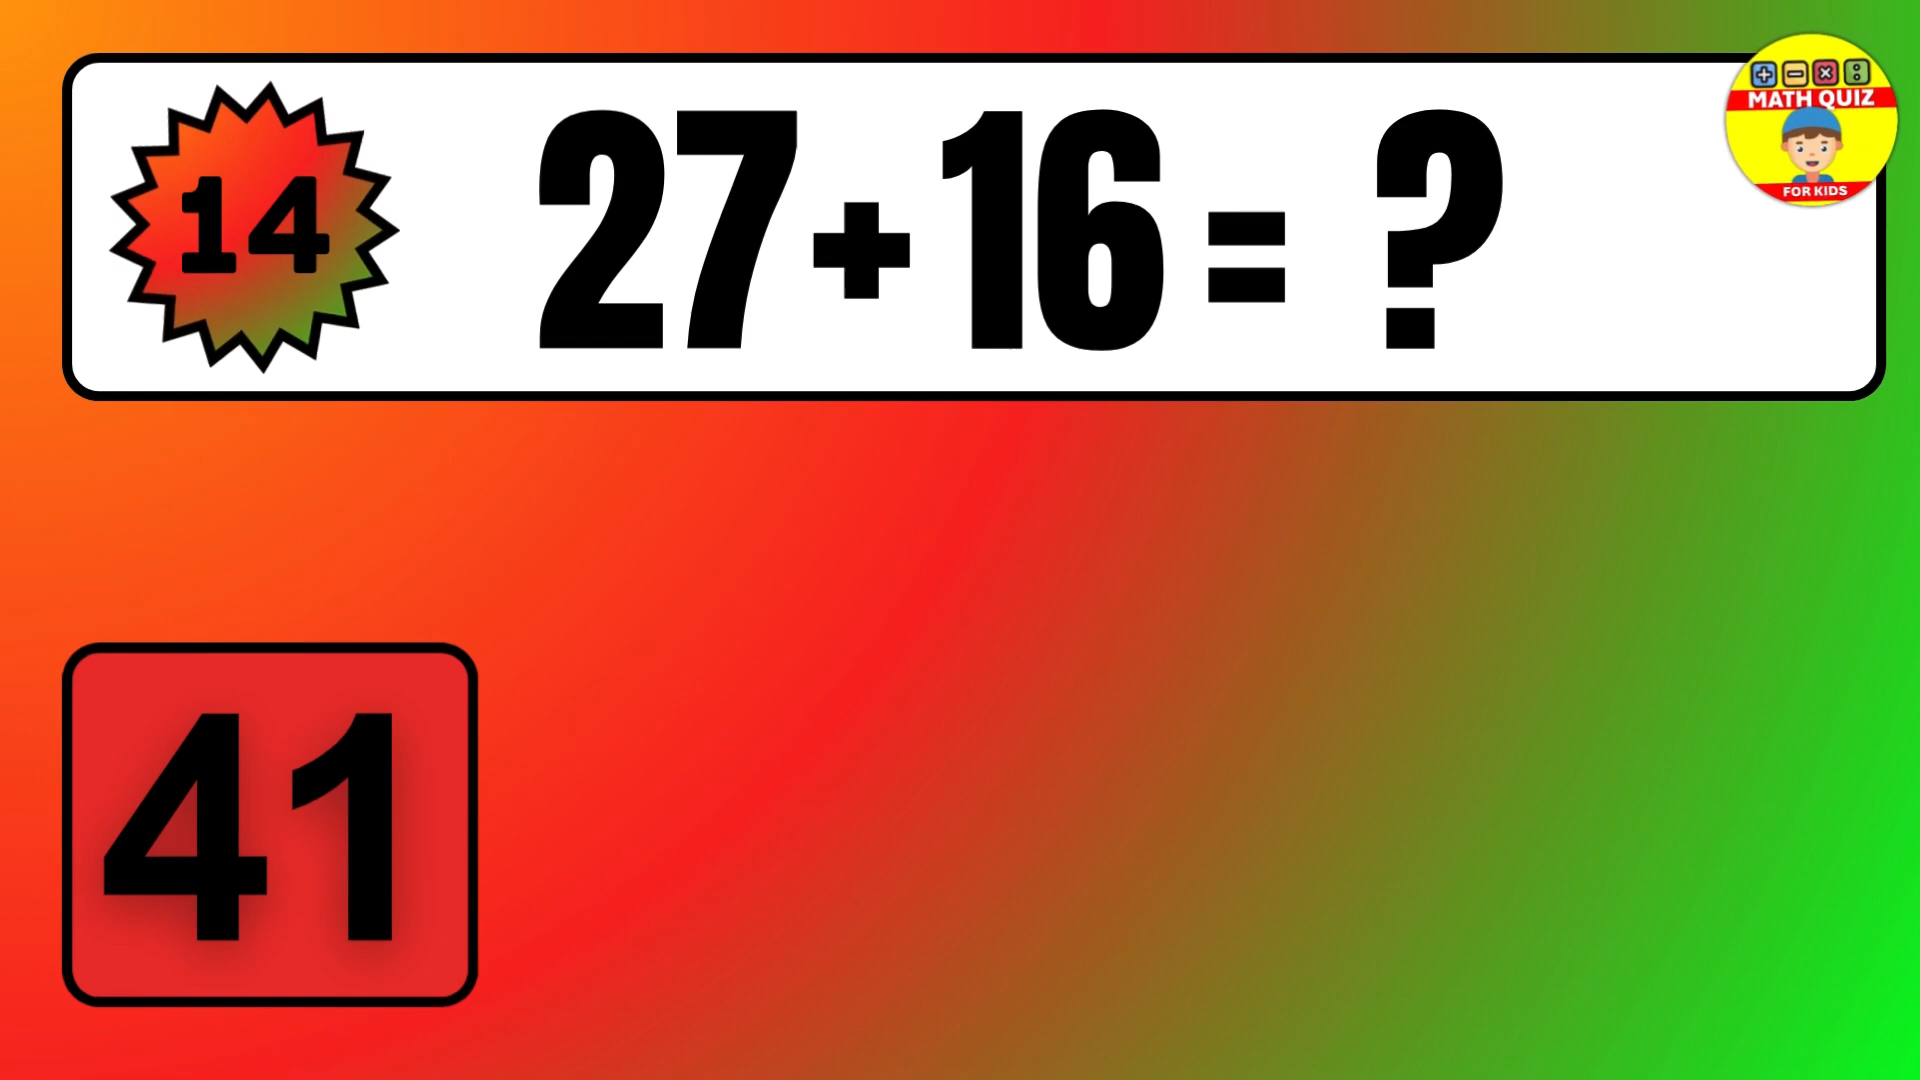 14
27+16 = ?
+ − × :
MATH QUIZ
FOR KIDS
41